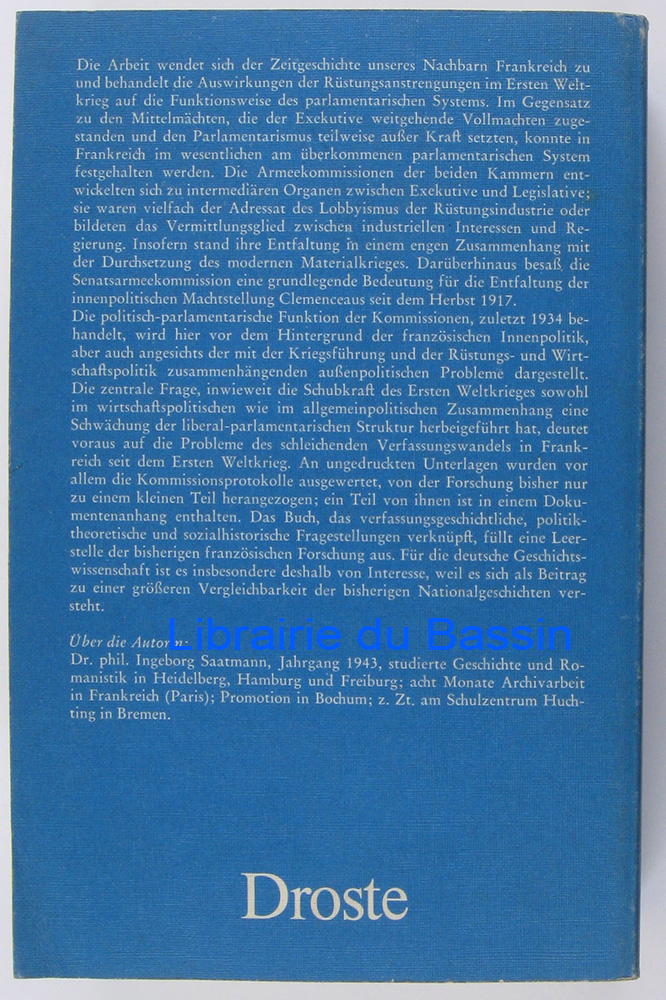 Die Arbeit wendet sich der Zeitgeschichte unseres Nachbarn Frankreich zu
und behandelt die Auswirkungen der Rüstungsanstrengungen im Ersten Welt-
krieg auf die Funktionsweise des parlamentarischen Systems. Im Gegensatz
zu den Mittelmächten, die der Exekutive weitgehende Vollmachten zuge-
standen und den Parlamentarismus teilweise außer Kraft setzten, konnte in
Frankreich im wesentlichen am überkommenen parlamentarischen System
festgehalten werden. Die Armeekommissionen der beiden Kammern ent-
wickelten sich zu intermediären Organen zwischen Exekutive und Legislative;
sie waren vielfach der Adressat des Lobbyismus der Rüstungsindustrie oder
bildeten das Vermittlungsglied zwischen industriellen Interessen und Re-
gierung. Insofern stand ihre Entfaltung in einem engen Zusammenhang mit
der Durchsetzung des modernen Materialkrieges. Darüberhinaus besaß die
Senatsarmeekommission eine grundlegende Bedeutung für die Entfaltung der
innenpolitischen Machtstellung Clemenceaus seit dem Herbst 1917.
Die politisch-parlamentarische Funktion der Kommissionen, zuletzt 1934 be-
handelt, wird hier vor dem Hintergrund der französischen Innenpolitik,
aber auch angesichts der mit der Kriegsführung und der Rüstungs- und Wirt-
schaftspolitik zusammenhängenden außenpolitischen Probleme dargestellt.
Die zentrale Frage, inwieweit die Schubkraft des Ersten Weltkrieges sowohl
im wirtschaftspolitischen wie im allgemeinpolitischen Zusammenhang eine
Schwächung der liberal-parlamentarischen Struktur herbeigeführt hat, deutet
voraus auf die Probleme des schleichenden Verfassungswandels in Frank-
reich seit dem Ersten Weltkrieg. An ungedruckten Unterlagen wurden vor
allem die Kommissionsprotokolle ausgewertet, von der Forschung bisher nur
zu einem kleinen Teil herangezogen; ein Teil von ihnen ist in einem Doku-
mentenanhang enthalten. Das Buch, das verfassungsgeschichtliche, politik-
theoretische und sozialhistorische Fragestellungen verknüpft, füllt eine Leer-
stelle der bisherigen französischen Forschung aus. Für die deutsche Geschichts-
wissenschaft ist es insbesondere deshalb von Interesse, weil es sich als Beitrag
zu einer größeren Vergleichbarkeit der bisherigen Nationalgeschichten ver-
steht.
Über die Autorin:
Librairie du Bassin
Dr. phil. Ingeborg Saatmann, Jahrgang 1943, studierte Geschichte und Ro-
manistik in Heidelberg, Hamburg und Freiburg; acht Monate Archivarbeit
in Frankreich (Paris); Promotion in Bochum; z. Zt. am Schulzentrum Huch-
ting in Bremen.
Droste